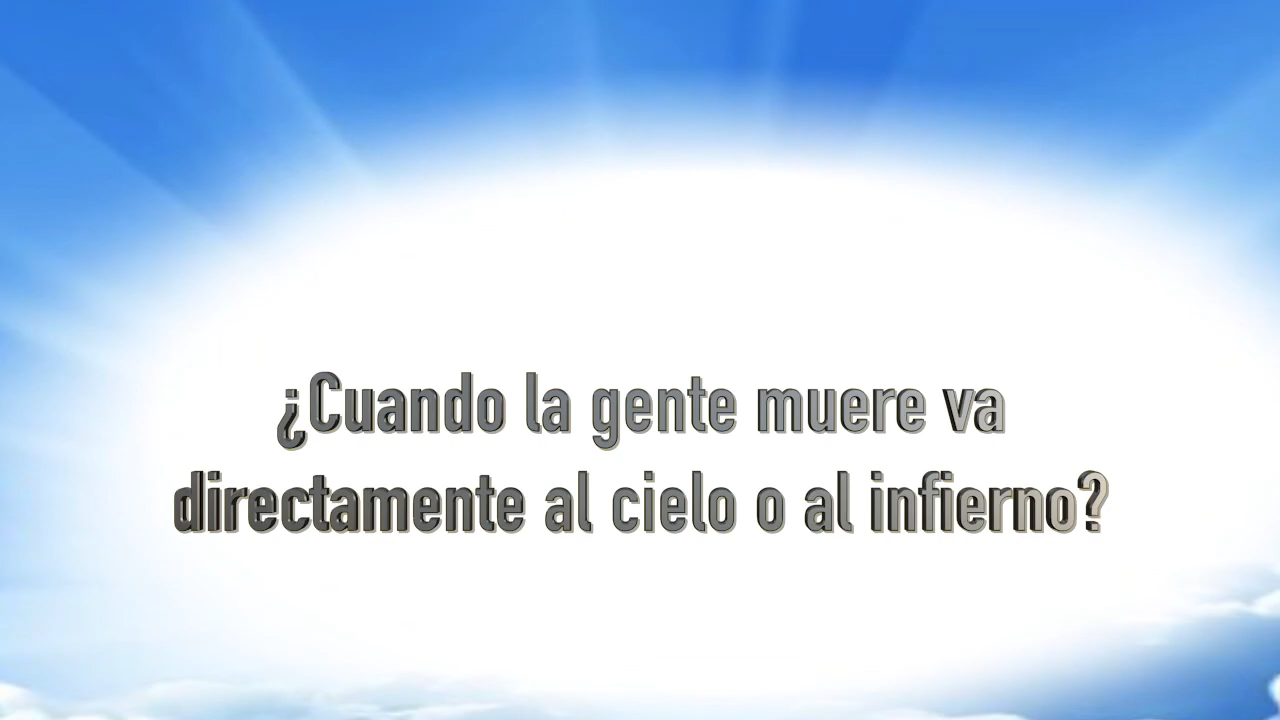 ¿Cuando la gente muere va
directamente al cielo o al infierno?